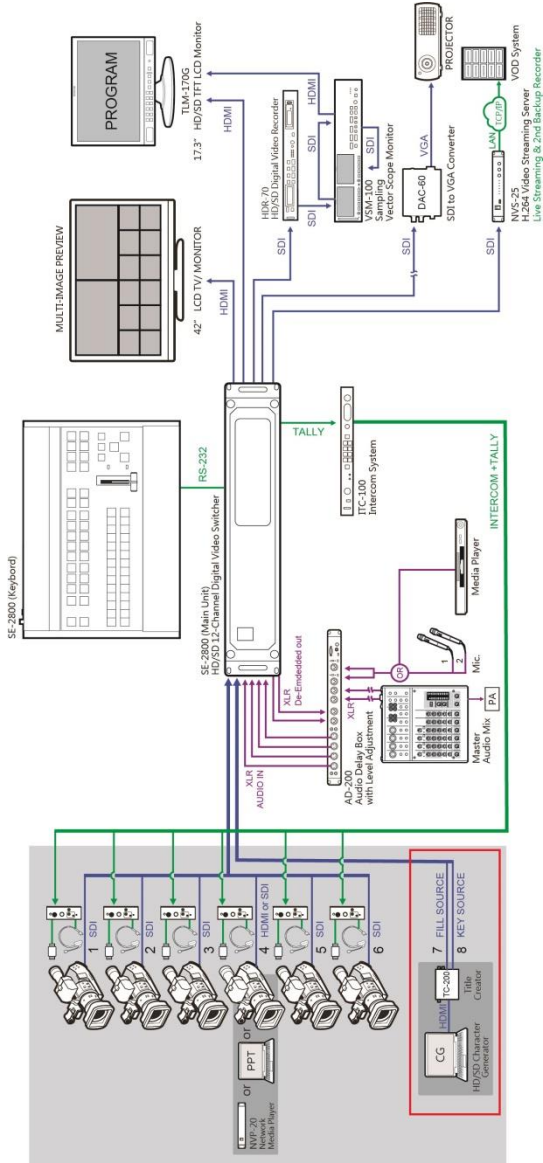 SE-2800 (Keybord)
RS-232
MULTI-IMAGE PREVIEW
42" LCD TV/ MONITOR
HDMI
PROGRAM
TLM-170G
17.3" HD/SD TFT LCD Monitor
HDMI
SE-2800 (Main Unit)
HD/SD 12-Channel Digital Video Switcher
HDR-70
HD/SD Digital Video Recorder
SDI
SDI
SDI
SDI
HDMI
VSM-100
Sampling
Vector Scope Monitor
SDI
DAC-60
SDI to VGA Converter
VGA
PROJECTOR
SDI
NVS-25
H.264 Video Streaming Server
Live Streaming & 2nd Backup Recorder
LAN
TCP/IP
VOD System
TALLY
ITC-100
Intercom System
INTERCOM +TALLY
XLR
AUDIO IN
XLR
De-Emdedded out
AD-200
Audio Delay Box
with Level Adjustment
XLR
OR
Media Player
1
2
Mic.
Master
Audio Mix
PA
1 SDI
2 SDI
3 SDI
4 HDMI or SDI
5 SDI
6 SDI
NVP-20
Network
Media Player
or
PPT
or
CG
HD/SD Character
Generator
HDMI
TC-200
Title
Creator
7 FILL SOURCE
8 KEY SOURCE